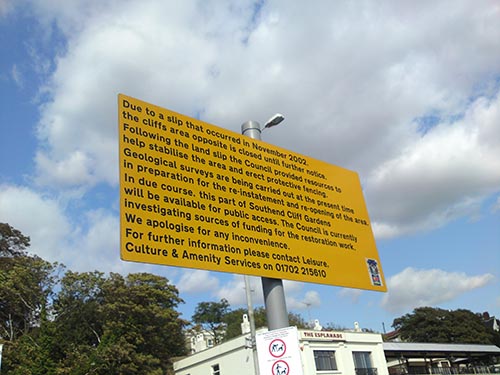 Due to a slip that occurred in November 2002,
the cliffs area opposite is closed until further notice.
Following the land slip the Council provided resources to
help stabilise the area and erect protective fencing.
Geological surveys are being carried out at the present time
in preparation for the re-instatement and re-opening of the area.
In due course, this part of Southend Cliff Gardens
will be available for public access. The Council is currently
investigating sources of funding for the restoration work.
We apologise for any inconvenience.
For further information please contact Leisure,
Culture & Amenity Services on 01702 215610
THE ESPLANADE